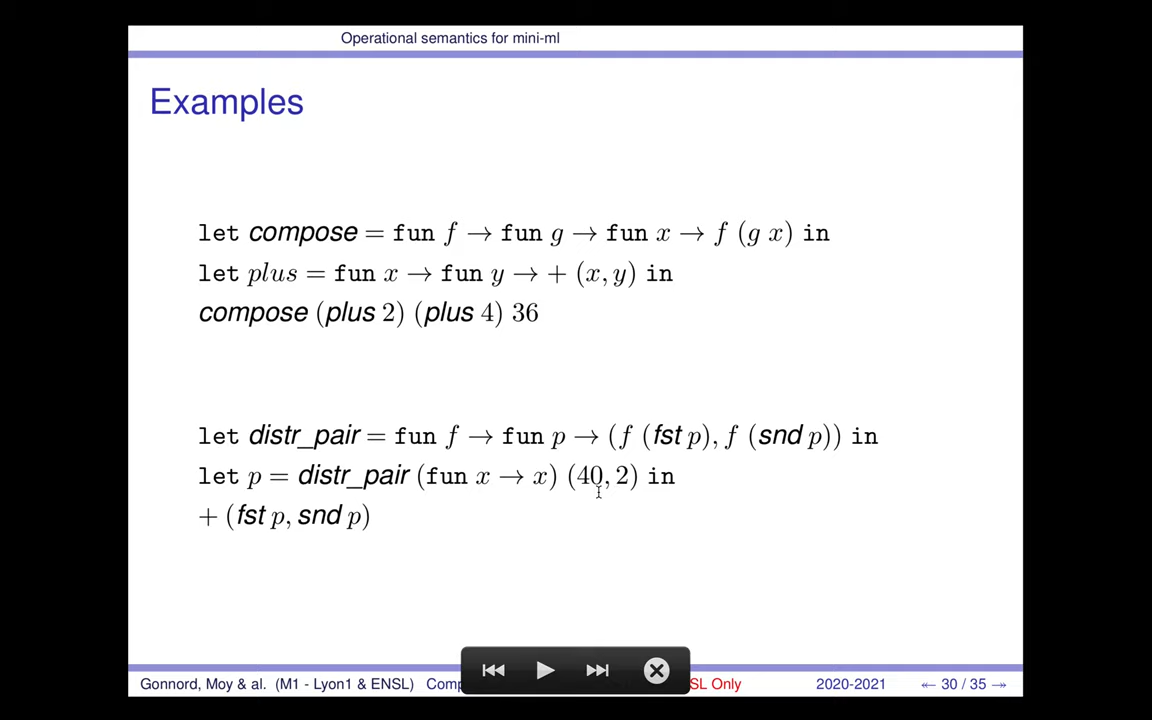 Operational semantics for mini-ml
Examples
let compose = fun f → fun g → fun x → f (g x) in
let plus = fun x → fun y → + (x, y) in
compose (plus 2) (plus 4) 36
let distr_pair = fun f → fun p → (f (fst p), f (snd p)) in
let p = distr_pair (fun x → x) (40, 2) in
+ (fst p, snd p)
Gonnord, Moy & al. (M1 - Lyon1 & ENSL) SL Only 2020-2021 ← 30 / 35 →